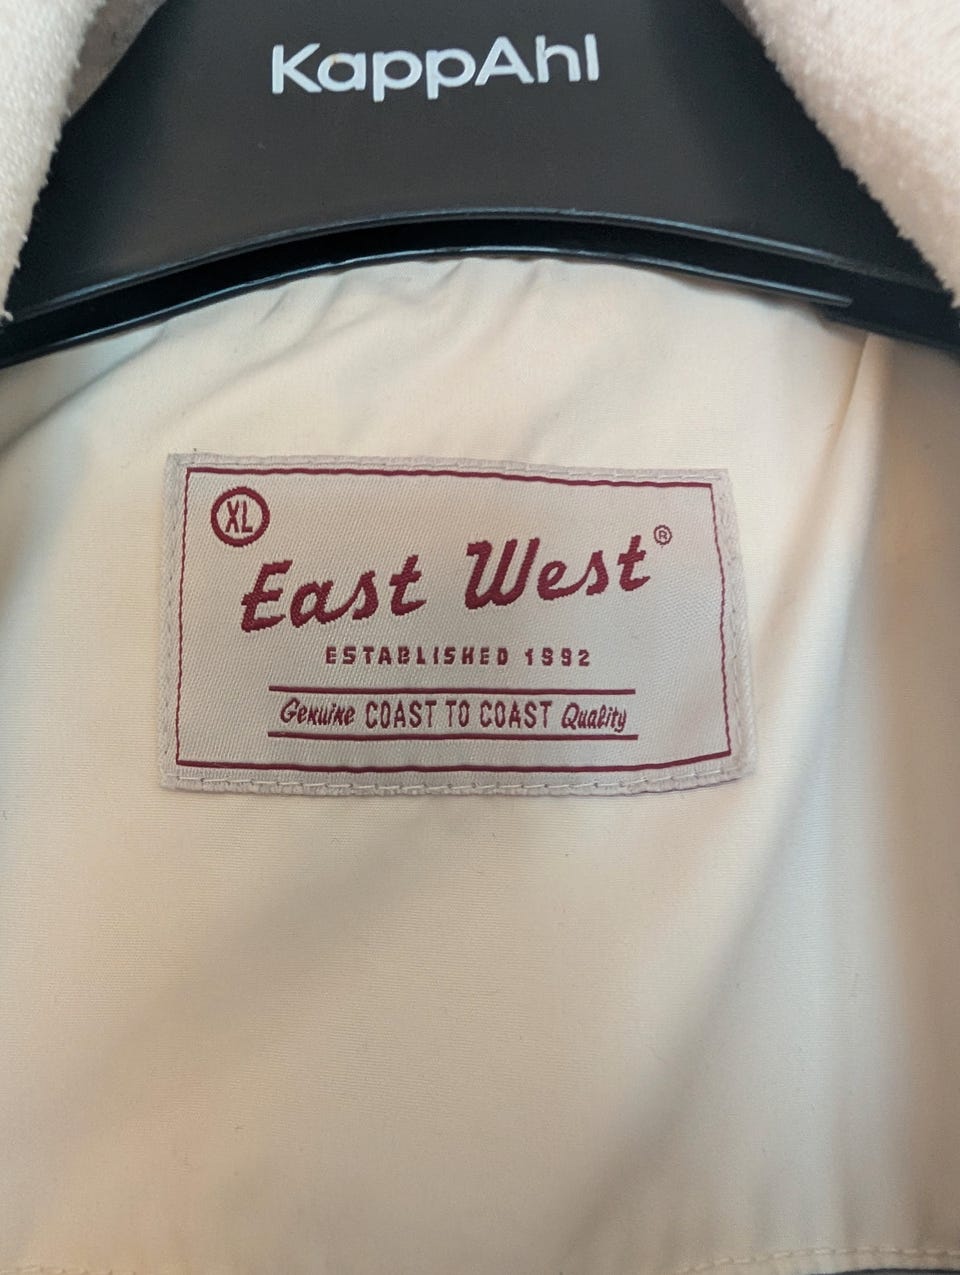 KappAhl
XL
East West®
ESTABLISHED 1992
Genuine COAST TO COAST Quality